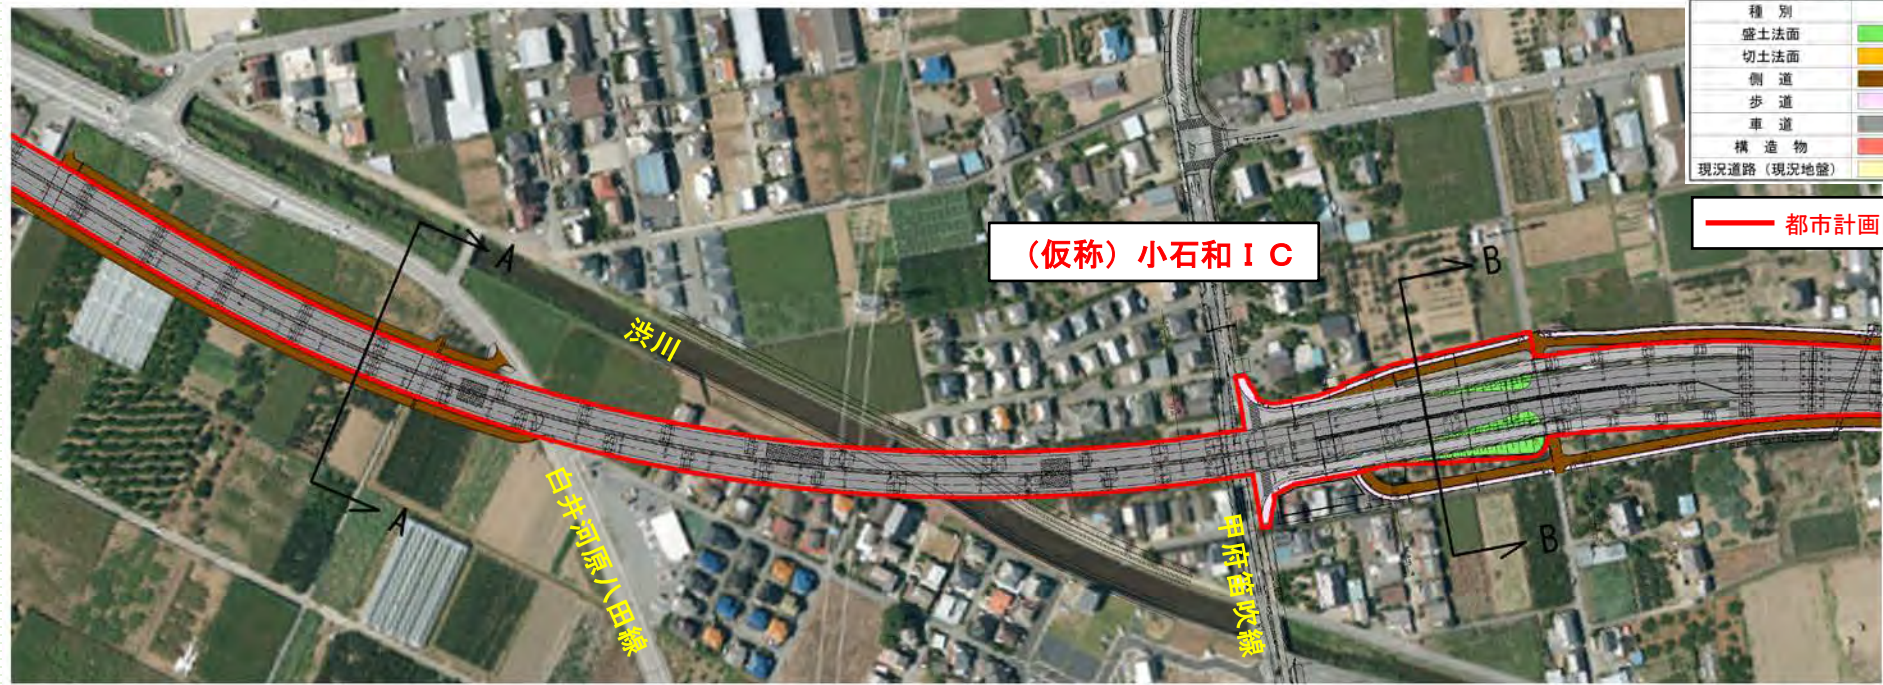 種 別
盛土法面
切土法面
側 道
歩 道
車 道
構 造 物
現況道路（現況地盤）
都市計画
（仮称）小石和ＩＣ
A
B
渋川
A
白井河原八田線
甲府笛吹線
B